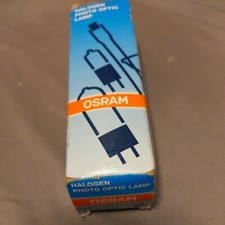 HALOGEN
PHOTO OPTIC
LAMP
OSRAM
HALOGEN
PHOTO OPTIC LAMP
OSRAM